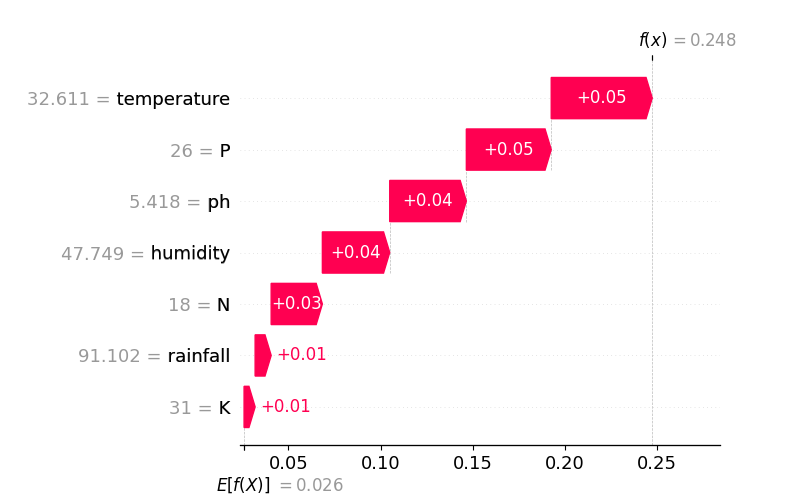 f(x) = 0.248
32.611 = temperature
+0.05
26 = P
+0.05
5.418 = ph
+0.04
47.749 = humidity
+0.04
18 = N
+0.03
91.102 = rainfall
+0.01
31 = K
+0.01
0.05 0.10 0.15 0.20 0.25
E[f(X)] = 0.026